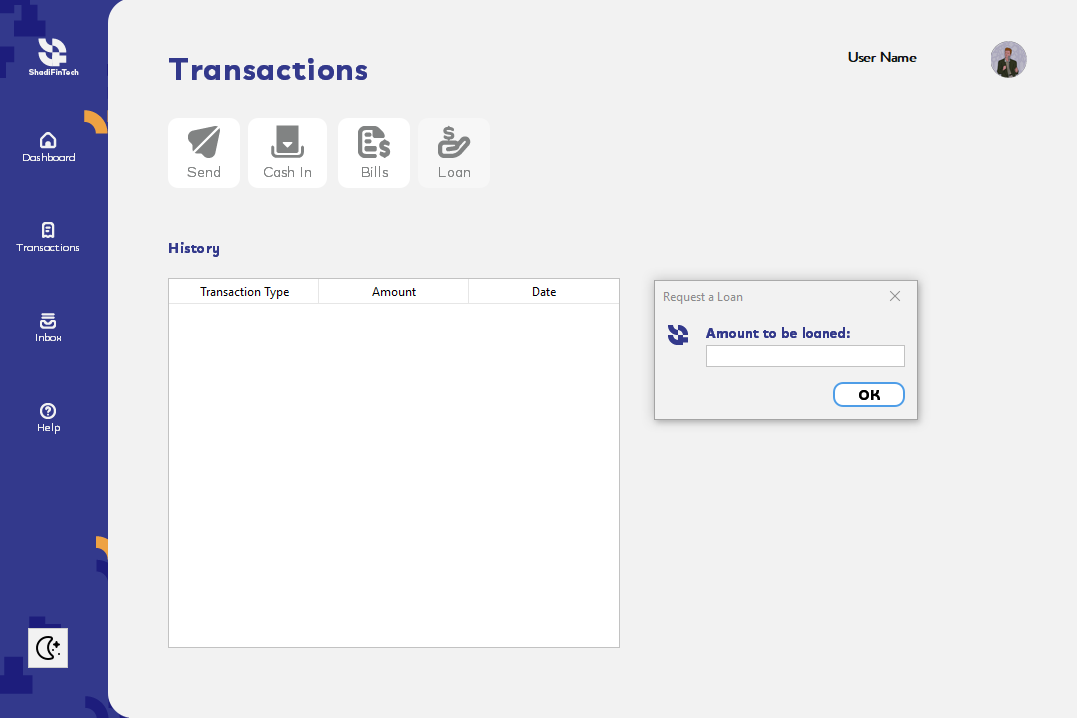 ShadiFinTech
Dashboard
Transactions
Inbox
Help
Transactions
User Name
Send
Cash In
Bills
Loan
History
Transaction Type
Amount
Date
Request a Loan
Amount to be loaned:
OK